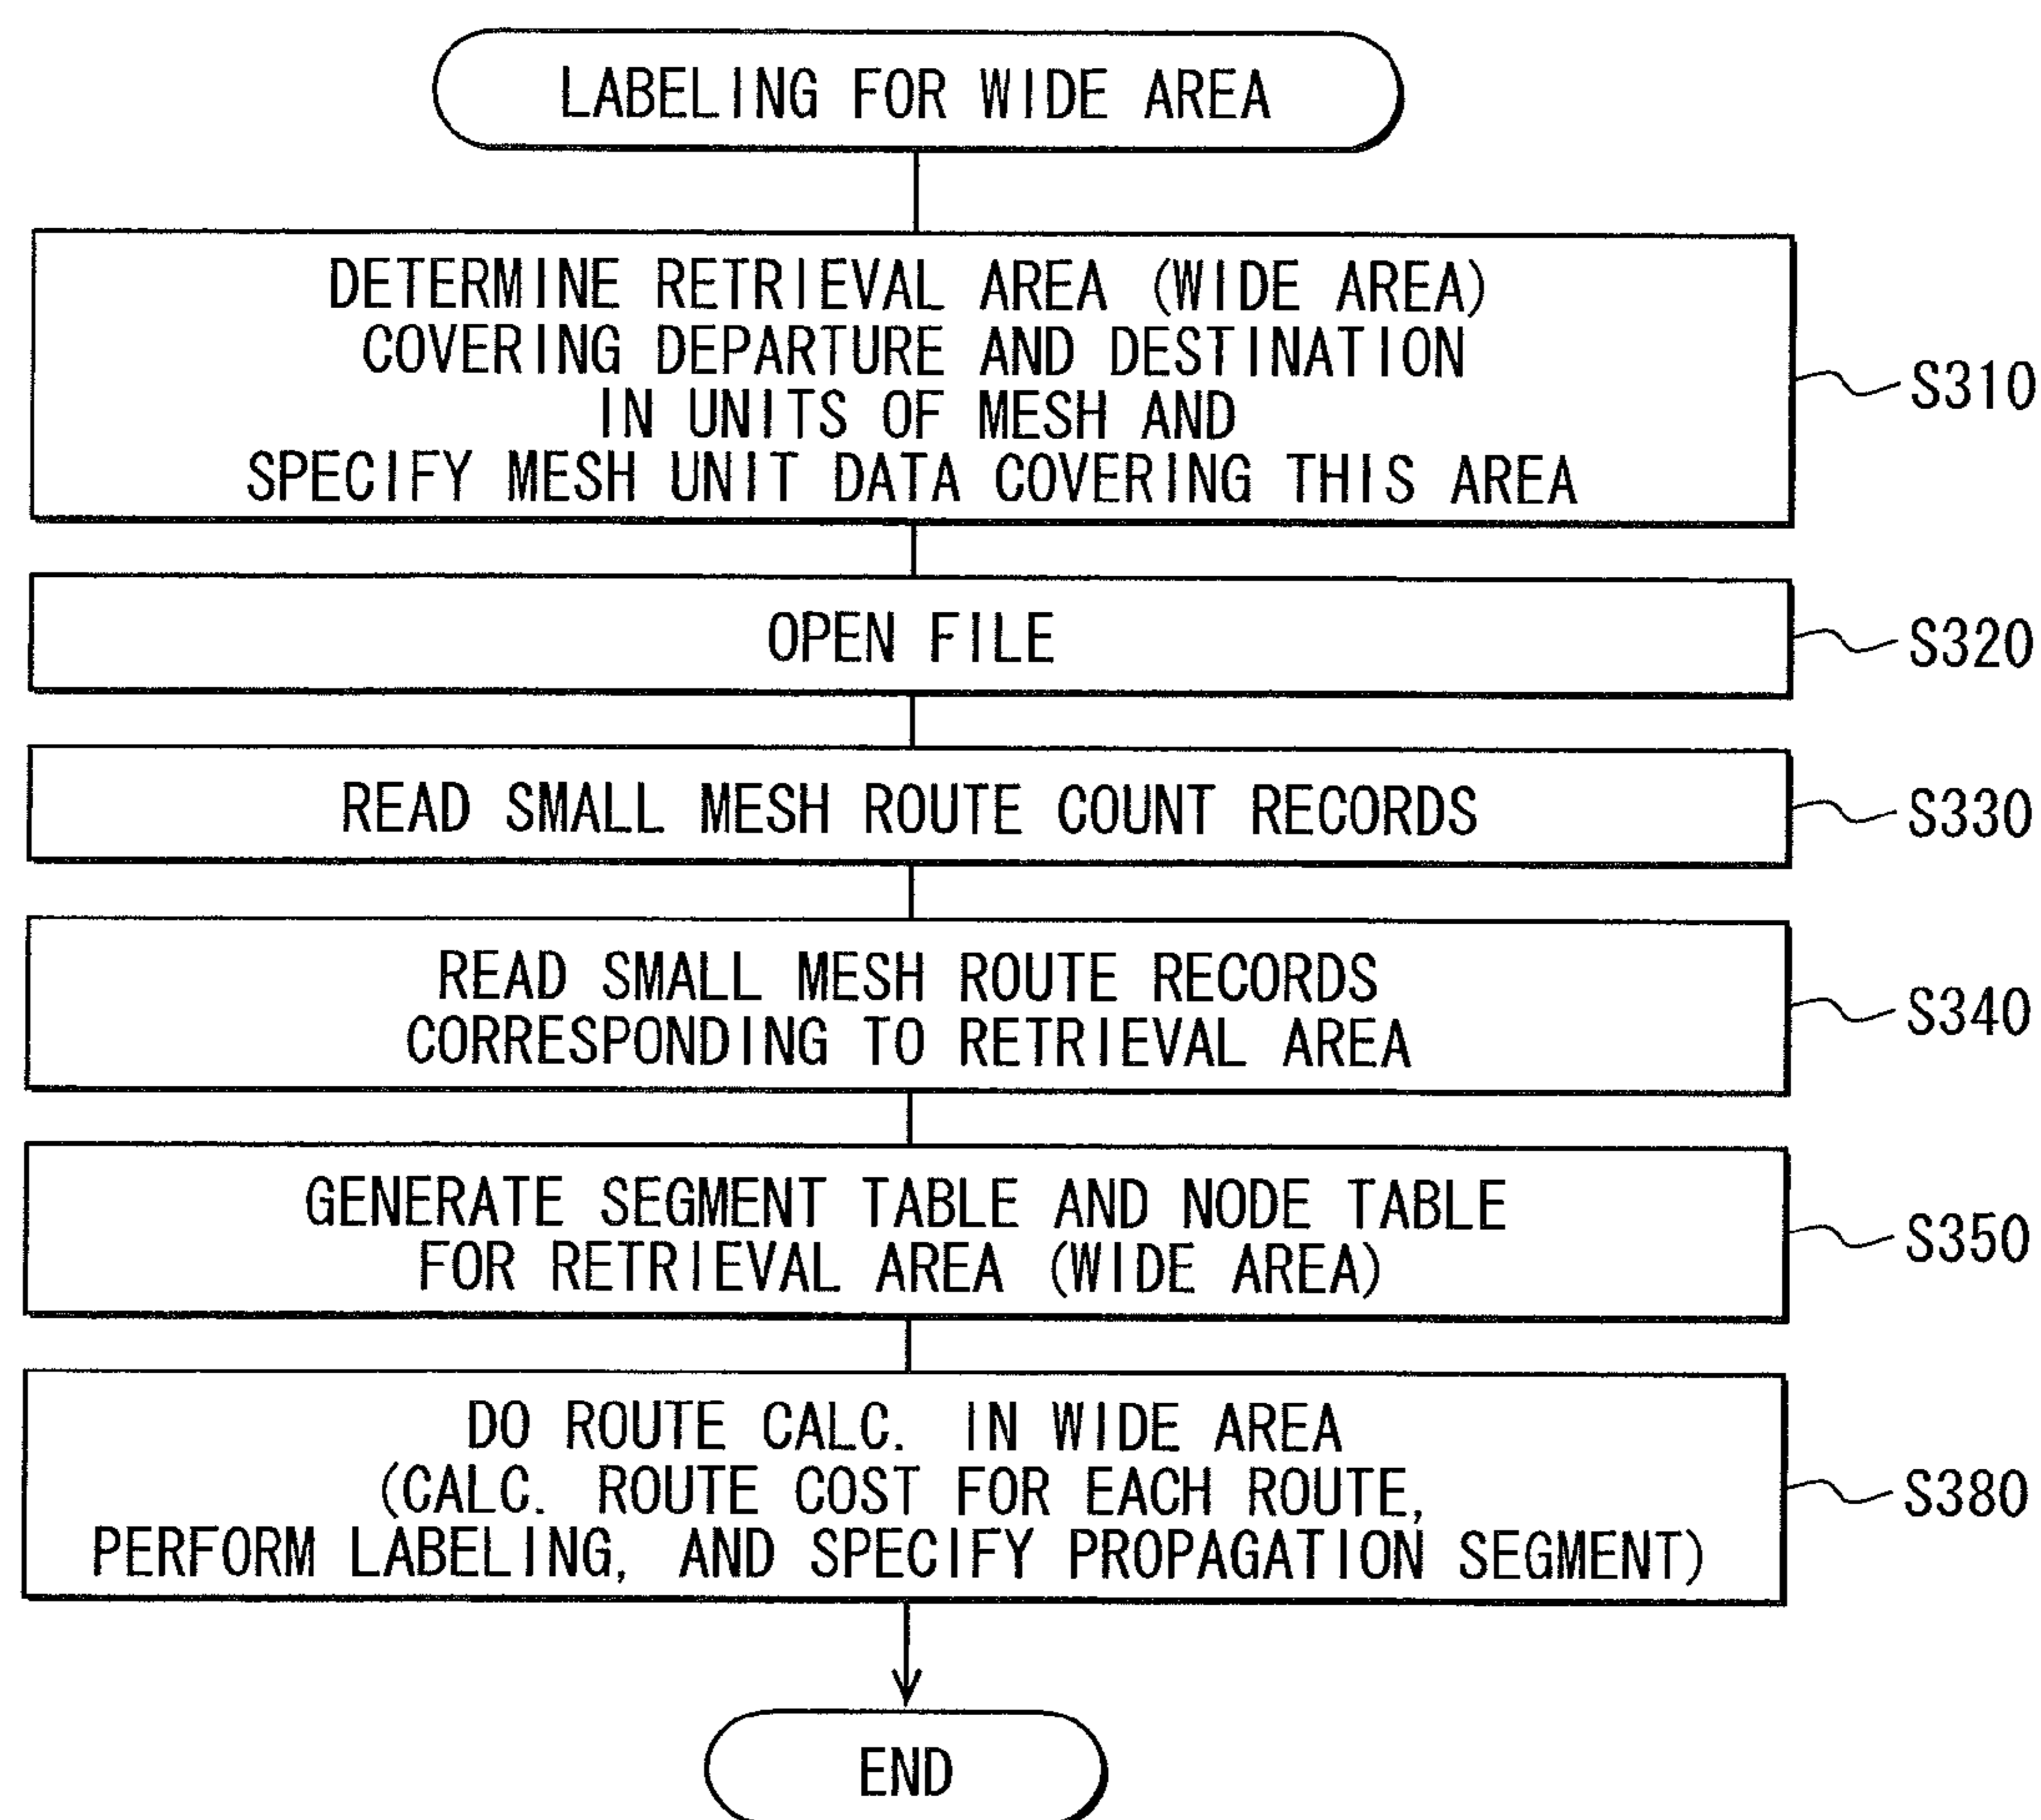 LABELING FOR WIDE AREA
DETERMINE RETRIEVAL AREA (WIDE AREA)
COVERING DEPARTURE AND DESTINATION
IN UNITS OF MESH AND
SPECIFY MESH UNIT DATA COVERING THIS AREA
S310
OPEN FILE
S320
READ SMALL MESH ROUTE COUNT RECORDS
S330
READ SMALL MESH ROUTE RECORDS
CORRESPONDING TO RETRIEVAL AREA
S340
GENERATE SEGMENT TABLE AND NODE TABLE
FOR RETRIEVAL AREA (WIDE AREA)
S350
DO ROUTE CALC. IN WIDE AREA
(CALC. ROUTE COST FOR EACH ROUTE,
PERFORM LABELING, AND SPECIFY PROPAGATION SEGMENT)
S380
END